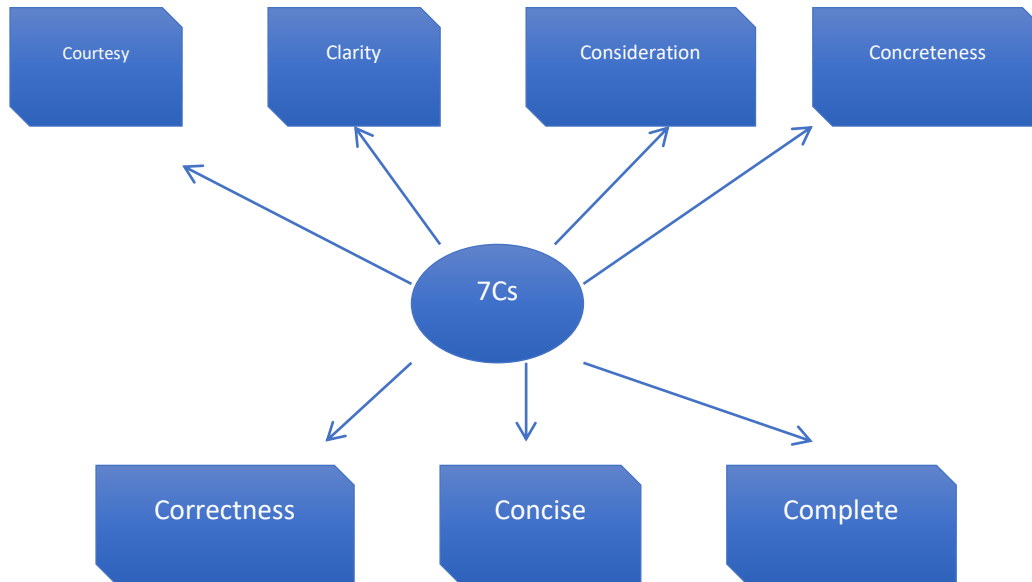 Courtesy
Clarity
Consideration
Concreteness
7Cs
Correctness
Concise
Complete